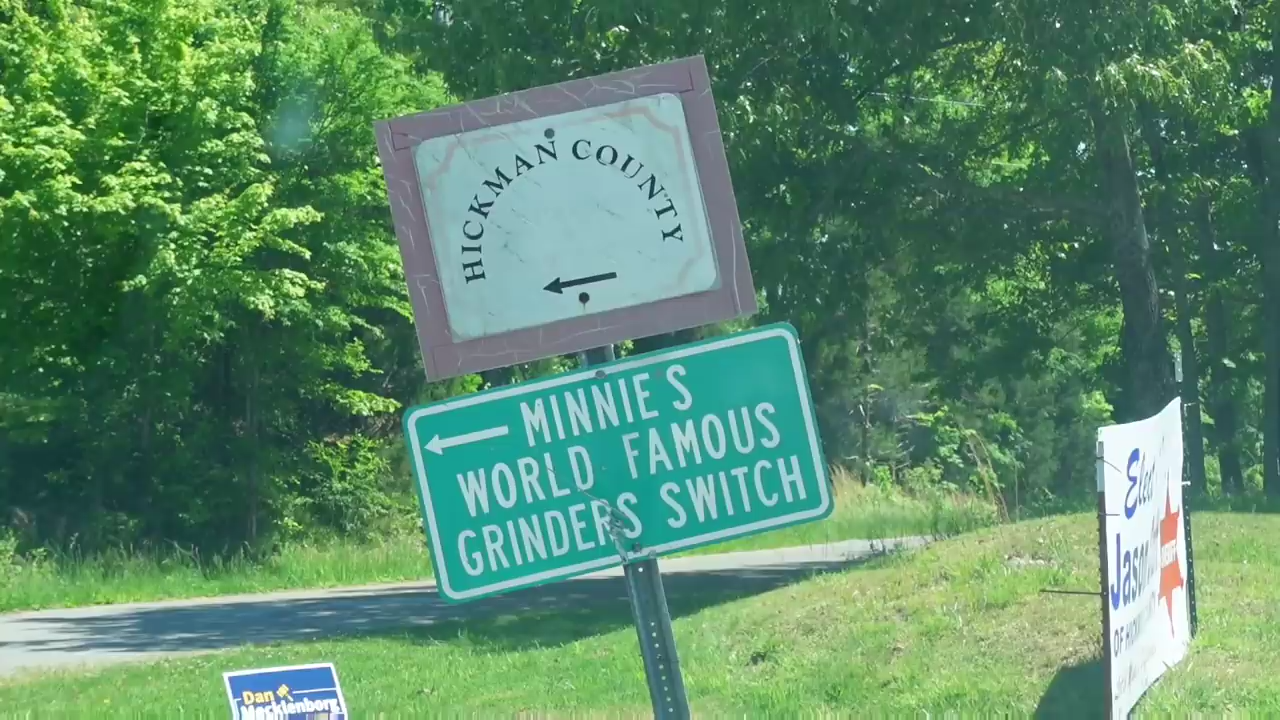 HICKMAN COUNTY
MINNIE S
WORLD FAMOUS
GRINDERS SWITCH
Elect
Jason
OF
Dan
Mecklenborg